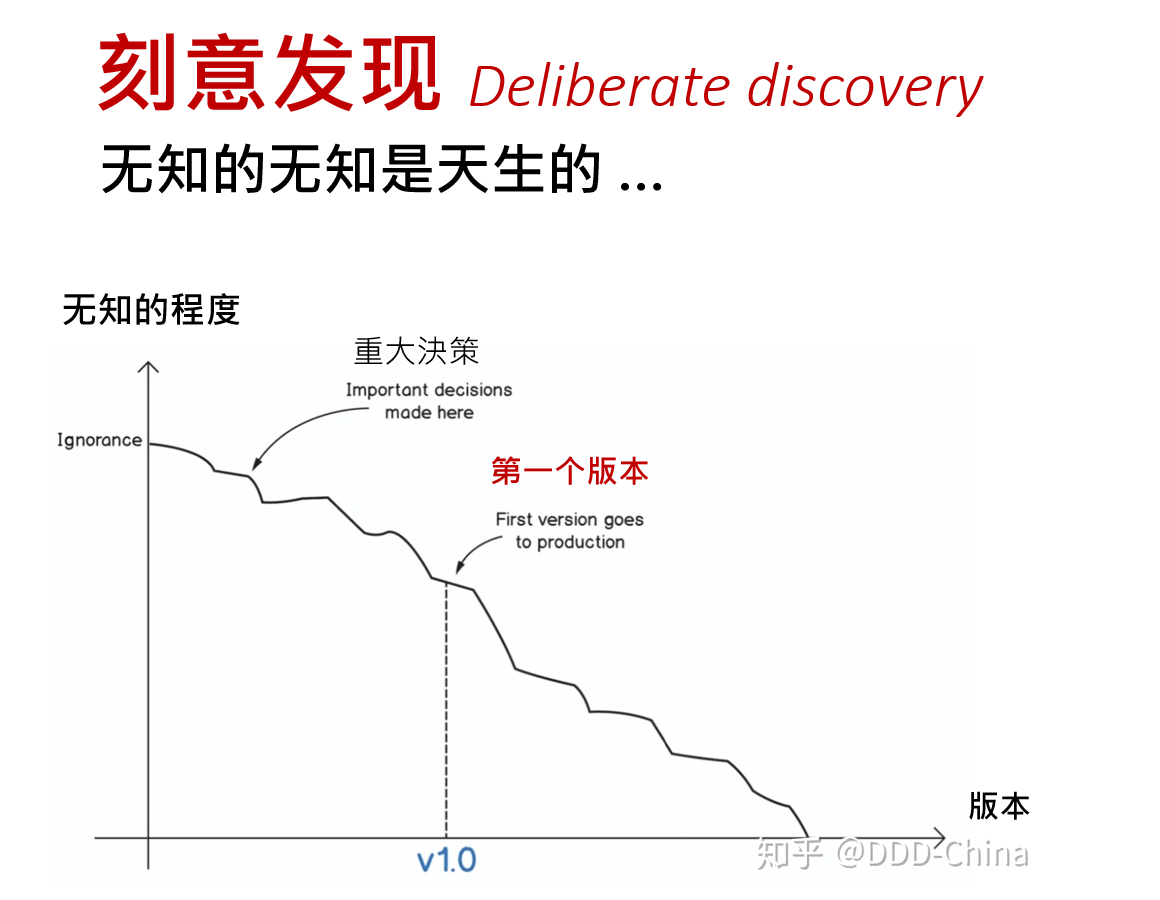 刻意发现 Deliberate discovery
无知的无知是天生的 ...
无知的程度
重大決策
Important decisions
made here
Ignorance
第一个版本
First version goes
to production
版本
v1.0
知乎 @DDD-China